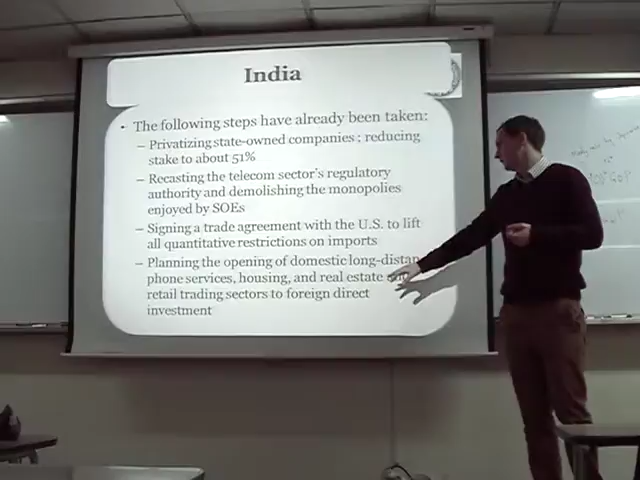 India
• The following steps have already been taken:
– Privatizing state-owned companies ; reducing
stake to about 51%
– Recasting the telecom sector's regulatory
authority and demolishing the monopolies
enjoyed by SOEs
– Signing a trade agreement with the U.S. to lift
all quantitative restrictions on imports
– Planning the opening of domestic long-distan
phone services, housing, and real estate and
retail trading sectors to foreign direct
investment